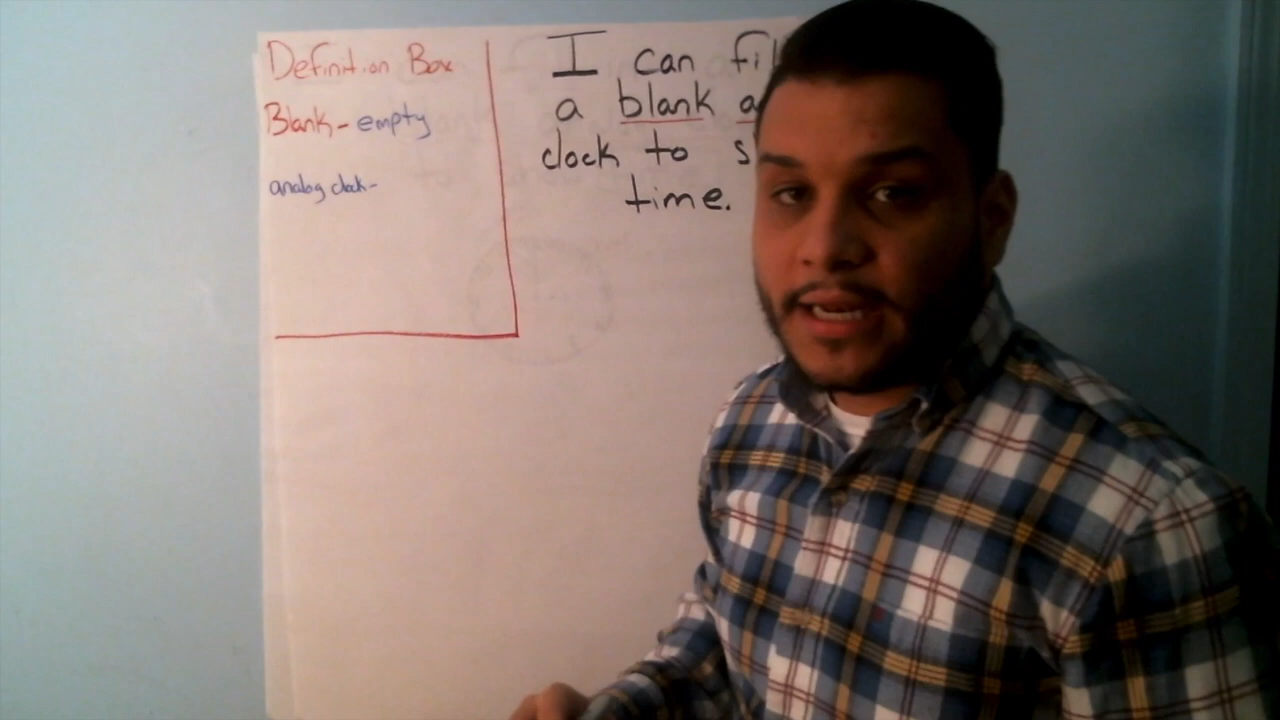 Definition Box
Blank - empty
analog clock -
I can
a blank
clock to
time.